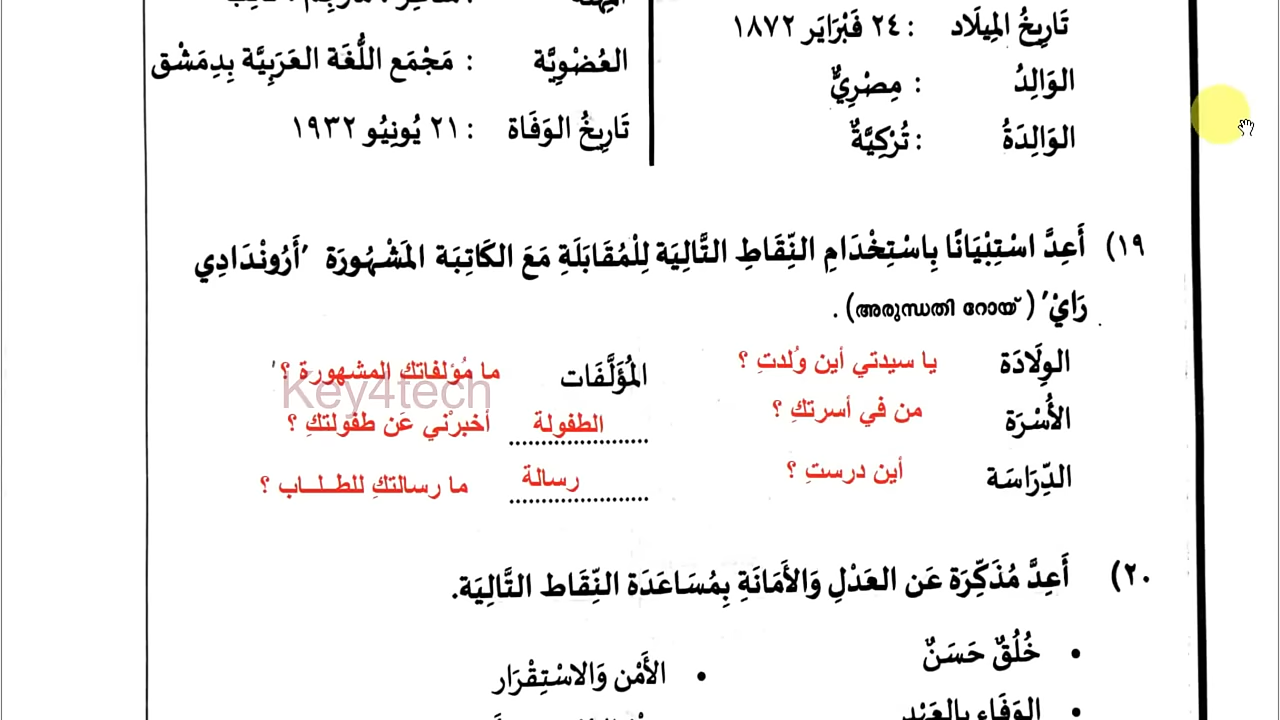 تَارِيخُ المِيلَاد : ٢٤ فَبْرَايَر ١٨٧٢
الوَالِدُ : مِصْرِيٌّ
الوَالِدَةُ : تُرْكِيَّةٌ
العُضْوِيَّة : مَجْمَع اللُّغَة العَرَبِيَّة بِدِمَشْق
تَارِيخُ الوَفَاة : ٢١ يُونِيُو ١٩٣٢
١٩) أَعِدَّ اسْتِبْيَانًا بِاسْتِخْدَامِ النِّقَاطِ التَّالِيَة لِلْمُقَابَلَةِ مَعَ الكَاتِبَة المَشْهُورَة ’أَرُونْدَادِي
رَايْ’ (അരുന്ധതി റോയ്) .
الوِلَادَة يا سيدتي أين وُلدتِ ؟
الأُسْرَة من في أسرتكِ ؟
الدِّرَاسَة أين درستِ ؟
المُؤَلَّفَات ما مُؤلفاتكِ المشهورة ؟
الطفولة أخبرْني عَن طفولتكِ ؟
رسالة ما رسالتكِ للطــلــاب ؟
Key4tech
٢٠) أَعِدَّ مُذَكِّرَة عَن العَدْلِ وَالأَمَانَةِ بِمُسَاعَدَة النِّقَاط التَّالِيَة.
• خُلُقٌ حَسَنٌ
• الأَمْن وَالاسْتِقْرَار
• الوَفَاء بِالعَهْد